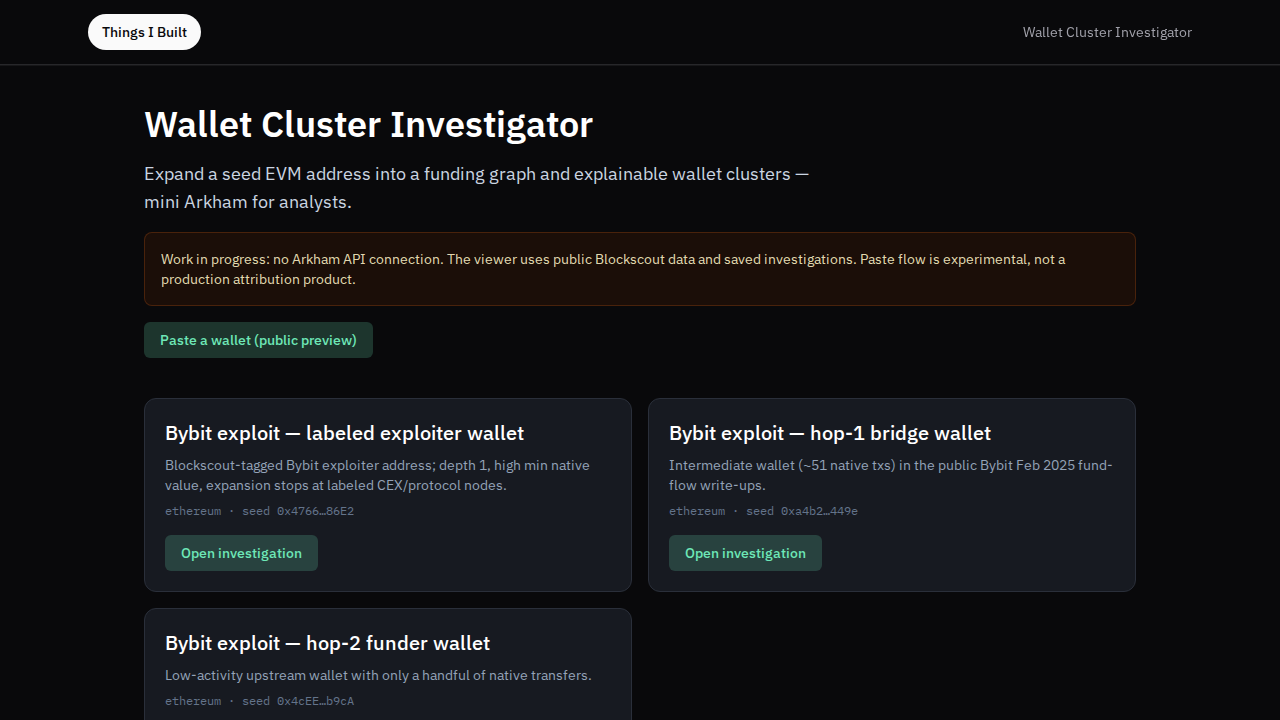 Things I Built
Wallet Cluster Investigator
Wallet Cluster Investigator
Expand a seed EVM address into a funding graph and explainable wallet clusters —
mini Arkham for analysts.
Work in progress: no Arkham API connection. The viewer uses public Blockscout data and saved investigations. Paste flow is experimental, not a
production attribution product.
Paste a wallet (public preview)
Bybit exploit — labeled exploiter wallet
Blockscout-tagged Bybit exploiter address; depth 1, high min native
value, expansion stops at labeled CEX/protocol nodes.
ethereum · seed 0x4766…86E2
Open investigation
Bybit exploit — hop-1 bridge wallet
Intermediate wallet (~51 native txs) in the public Bybit Feb 2025 fund-
flow write-ups.
ethereum · seed 0xa4b2…449e
Open investigation
Bybit exploit — hop-2 funder wallet
Low-activity upstream wallet with only a handful of native transfers.
ethereum · seed 0x4cEE…b9cA